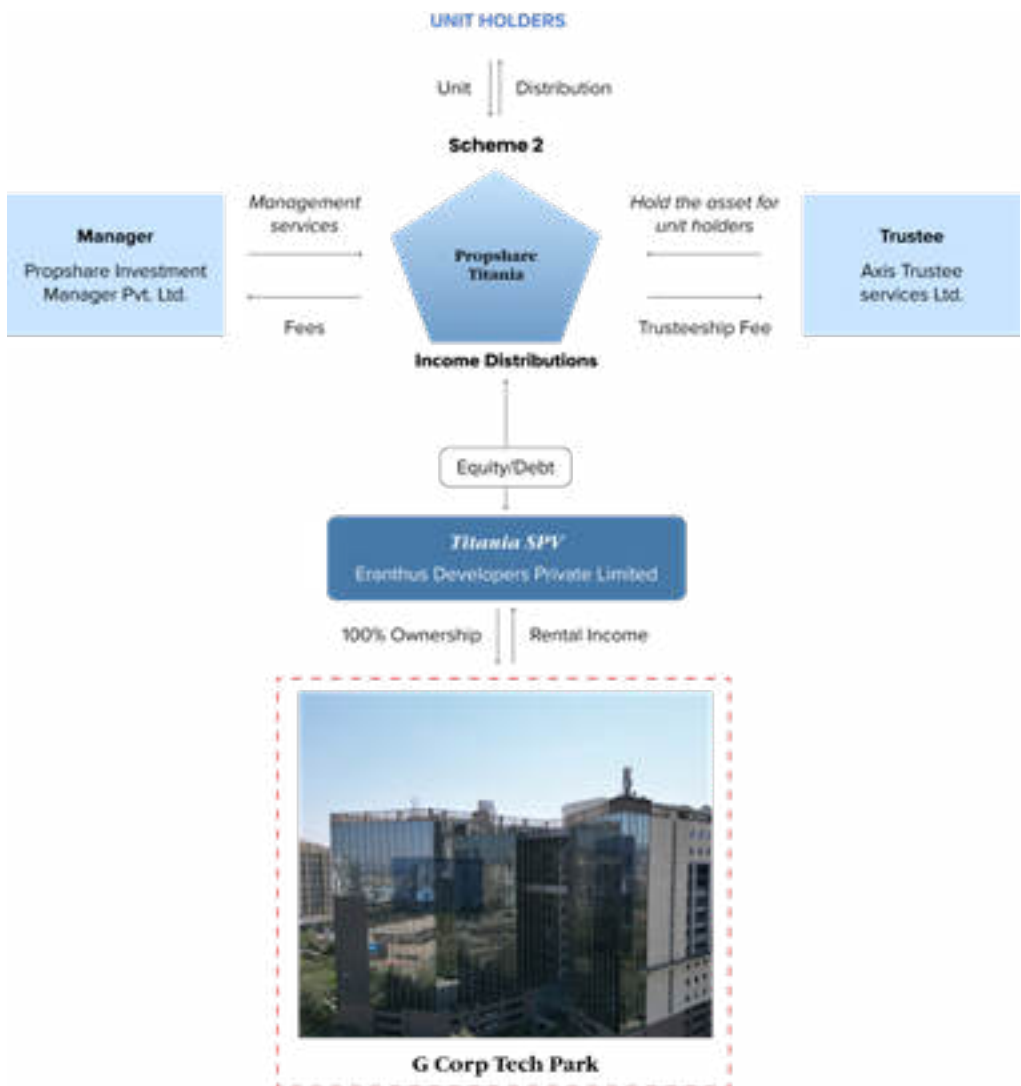 UNIT HOLDERS
Unit
Distribution
Scheme 2
Manager
Propshare Investment
Manager Pvt. Ltd.
Management
services
Fees
Propshare
Titania
Hold the asset for
unit holders
Trusteeship Fee
Trustee
Axis Trustee
services Ltd.
Income Distributions
Equity/Debt
Titania SPV
Eranthus Developers Private Limited
100% Ownership
Rental Income
G Corp Tech Park